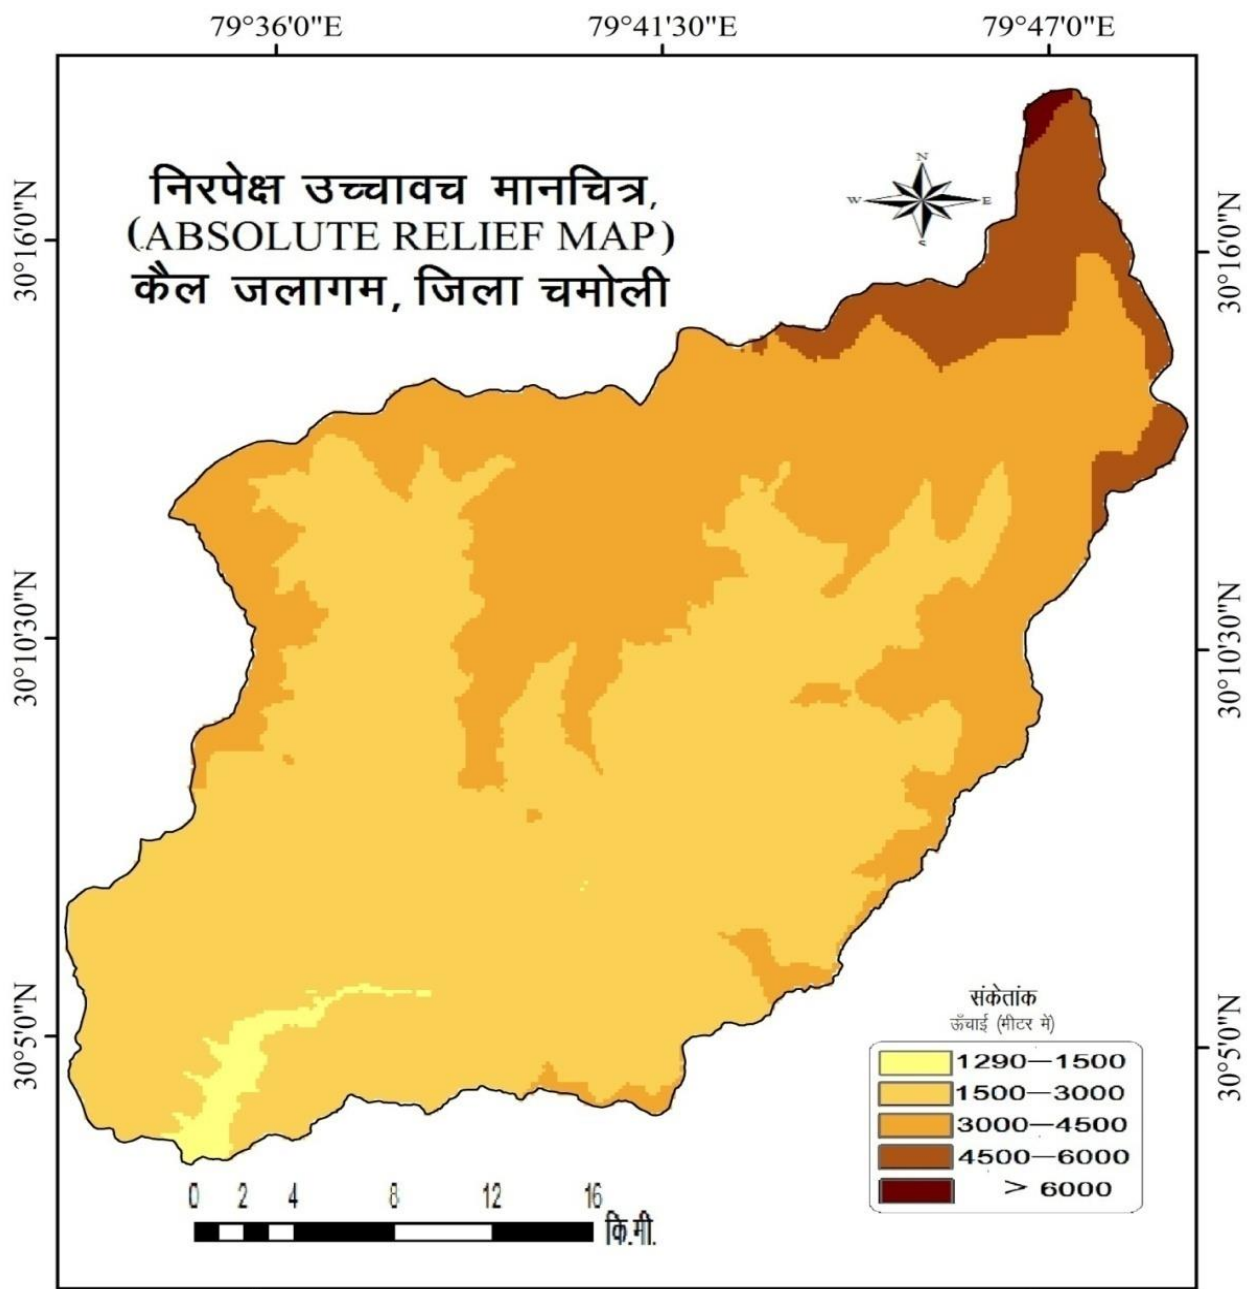 79°36'0"E 79°41'30"E 79°47'0"E
निरपेक्ष उच्चावच मानचित्र,
(ABSOLUTE RELIEF MAP)
कैल जलागम, जिला चमोली
N
W E
S
30°16'0"N 30°16'0"N
30°10'30"N 30°10'30"N
30°5'0"N 30°5'0"N
संकेतांक
ऊँचाई (मीटर में)
1290—1500
1500—3000
3000—4500
4500—6000
> 6000
0 2 4 8 12 16
कि.मी.